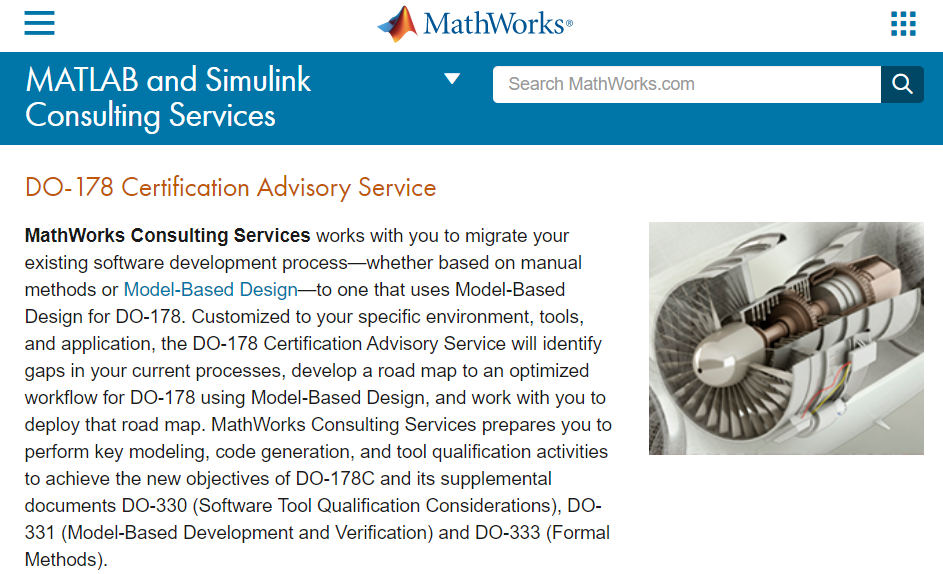 MathWorks®
MATLAB and Simulink
Consulting Services
Search MathWorks.com
DO-178 Certification Advisory Service
MathWorks Consulting Services works with you to migrate your
existing software development process—whether based on manual
methods or Model-Based Design—to one that uses Model-Based
Design for DO-178. Customized to your specific environment, tools,
and application, the DO-178 Certification Advisory Service will identify
gaps in your current processes, develop a road map to an optimized
workflow for DO-178 using Model-Based Design, and work with you to
deploy that road map. MathWorks Consulting Services prepares you to
perform key modeling, code generation, and tool qualification activities
to achieve the new objectives of DO-178C and its supplemental
documents DO-330 (Software Tool Qualification Considerations), DO-
331 (Model-Based Development and Verification) and DO-333 (Formal
Methods).